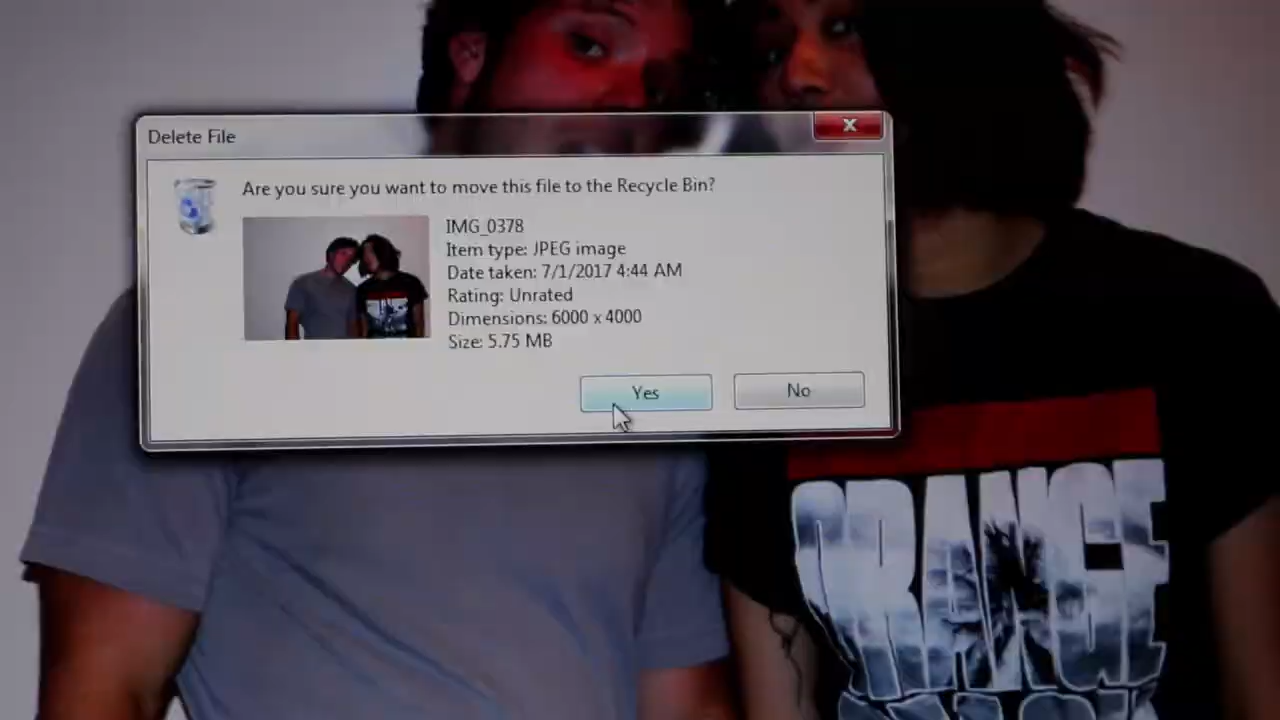 Delete File
X
Are you sure you want to move this file to the Recycle Bin?
IMG_0378
Item type: JPEG image
Date taken: 7/1/2017 4:44 AM
Rating: Unrated
Dimensions: 6000 x 4000
Size: 5.75 MB
Yes
No
ORANGE